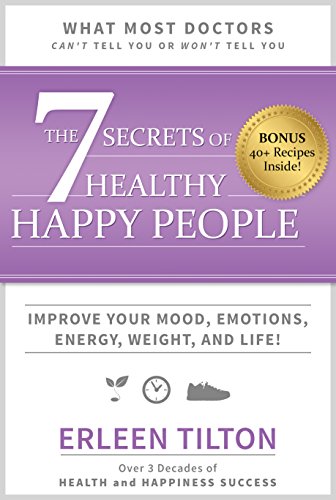 WHAT MOST DOCTORS
CAN'T TELL YOU OR WON'T TELL YOU
THE 7 SECRETS OF
HEALTHY
HAPPY PEOPLE
BONUS
40+ Recipes
Inside!
IMPROVE YOUR MOOD, EMOTIONS,
ENERGY, WEIGHT, AND LIFE!
ERLEEN TILTON
Over 3 Decades of
HEALTH and HAPPINESS SUCCESS